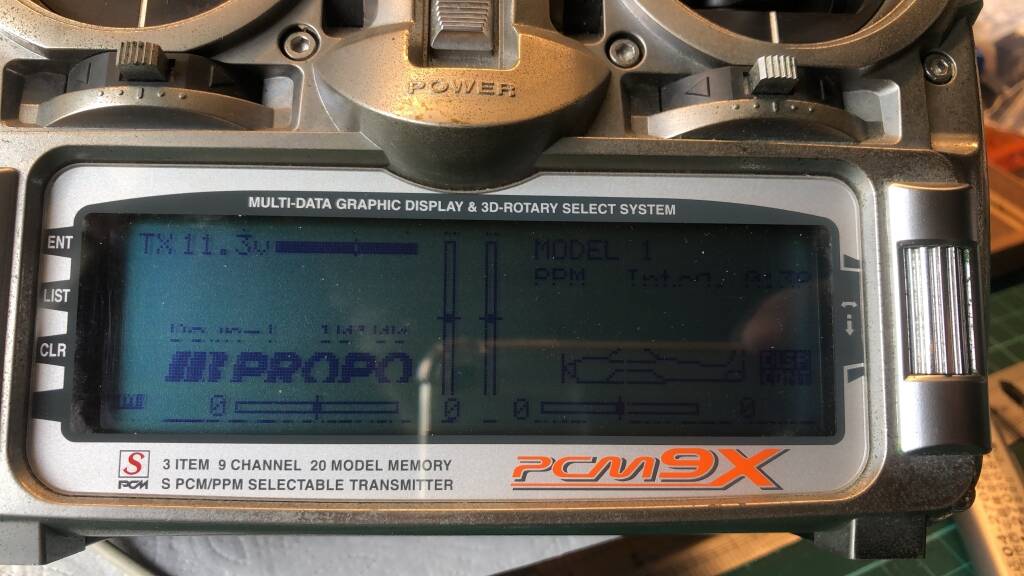 POWER
MULTI-DATA GRAPHIC DISPLAY & 3D-ROTARY SELECT SYSTEM
ENT
LIST
CLR
TX 11.3v
MODEL 1
PPM
PROPO
0 0 0 0
S
PCM
3 ITEM 9 CHANNEL 20 MODEL MEMORY
S PCM/PPM SELECTABLE TRANSMITTER
PCM9X